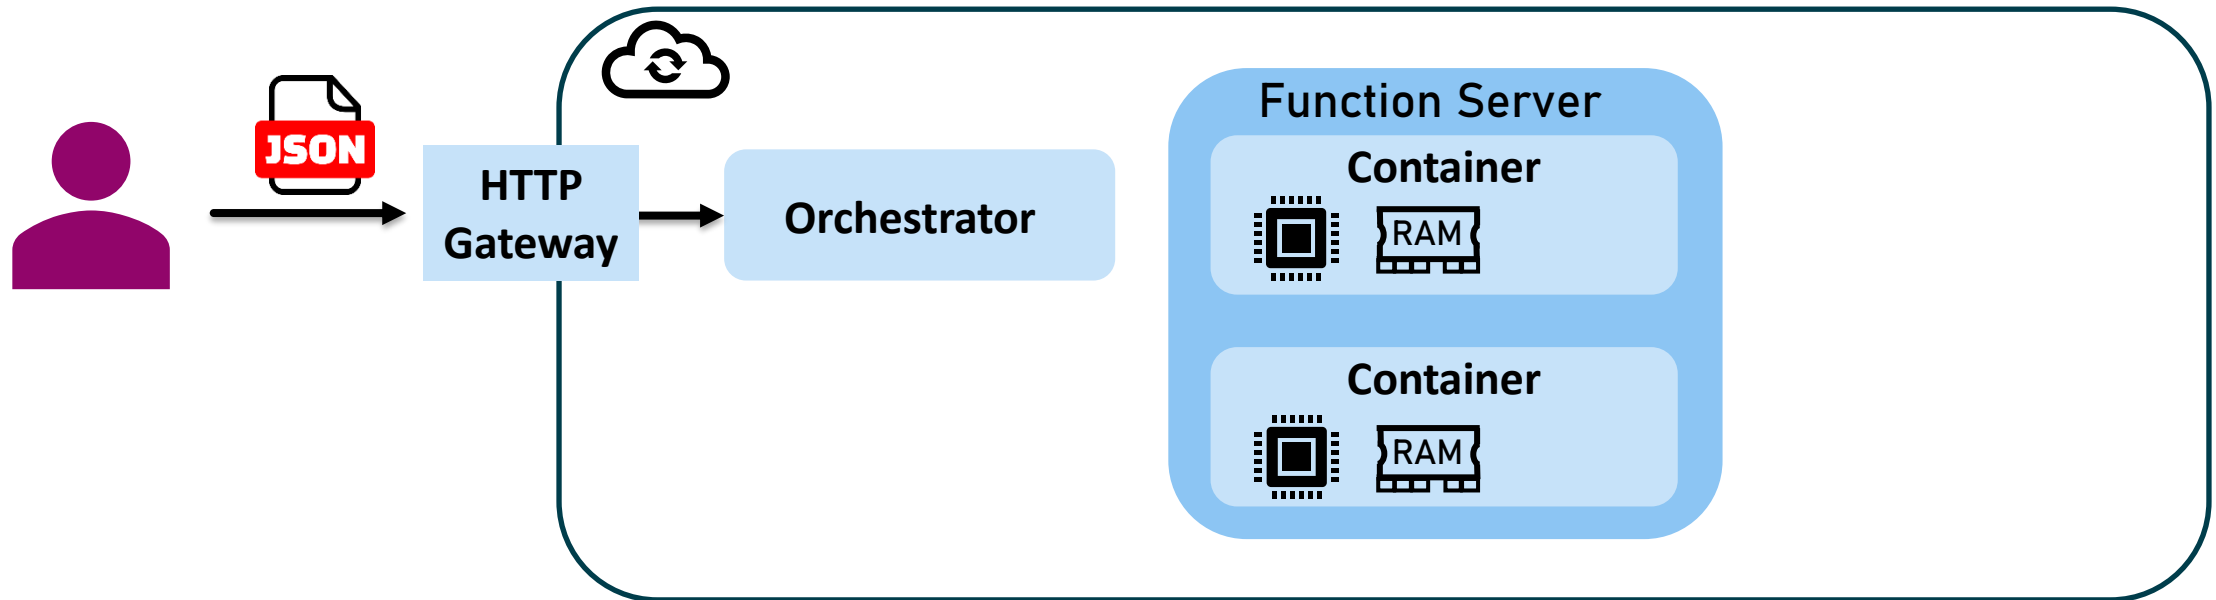 JSON
HTTP
Gateway
Orchestrator
Function Server
Container
RAM
Container
RAM